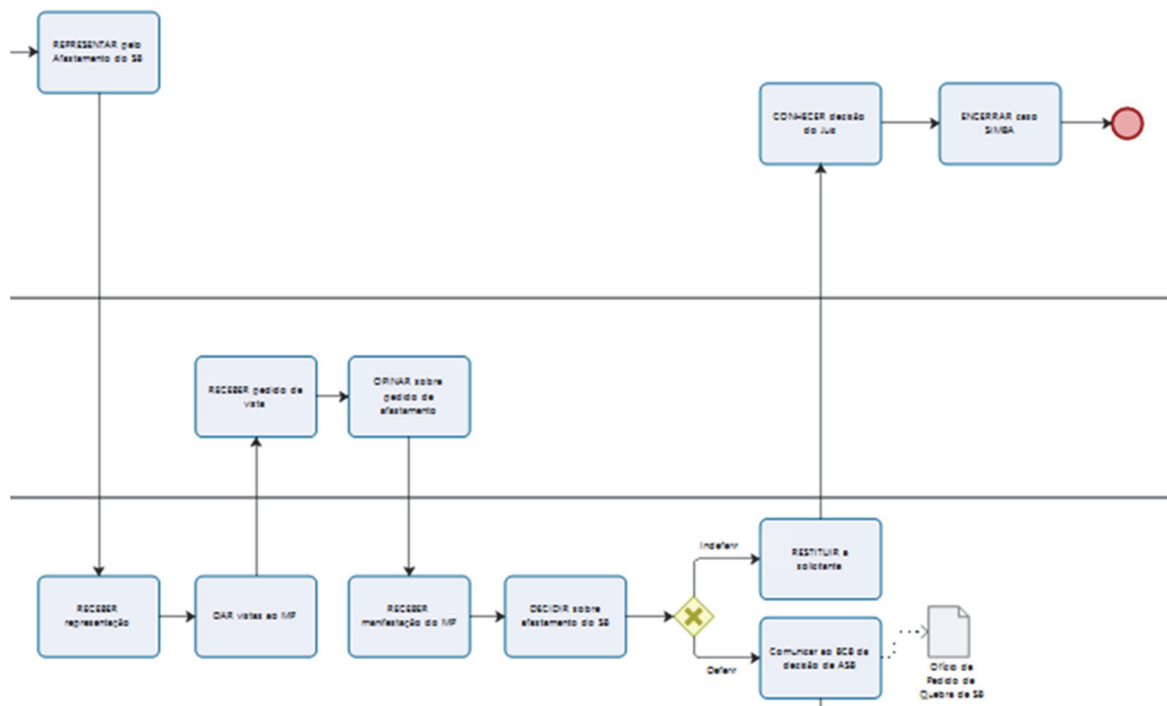 REPRESENTAR pelo
Afastamento do SB
CONHECER decisão
do Juiz
ENCERRAR caso
SIMBA
RECEBER pedido de
vista
OPINAR sobre
pedido de
afastamento
RECEBER
representação
DAR vistas ao MP
RECEBER
manifestação do MP
DECIDIR sobre
afastamento do SB
Indeferir
RESTITUIR a
solicitante
Deferir
Comunicar ao BCB de
decisão de ASB
Ofício de
Pedido de
Quebra de SB